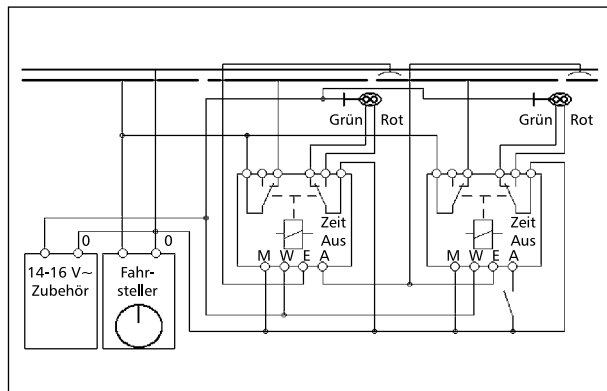 Grün Rot
Grün Rot
Zeit
Aus
M W E A
Zeit
Aus
M W E A
0
0
14-16 V~
Zubehör
Fahr-
steller